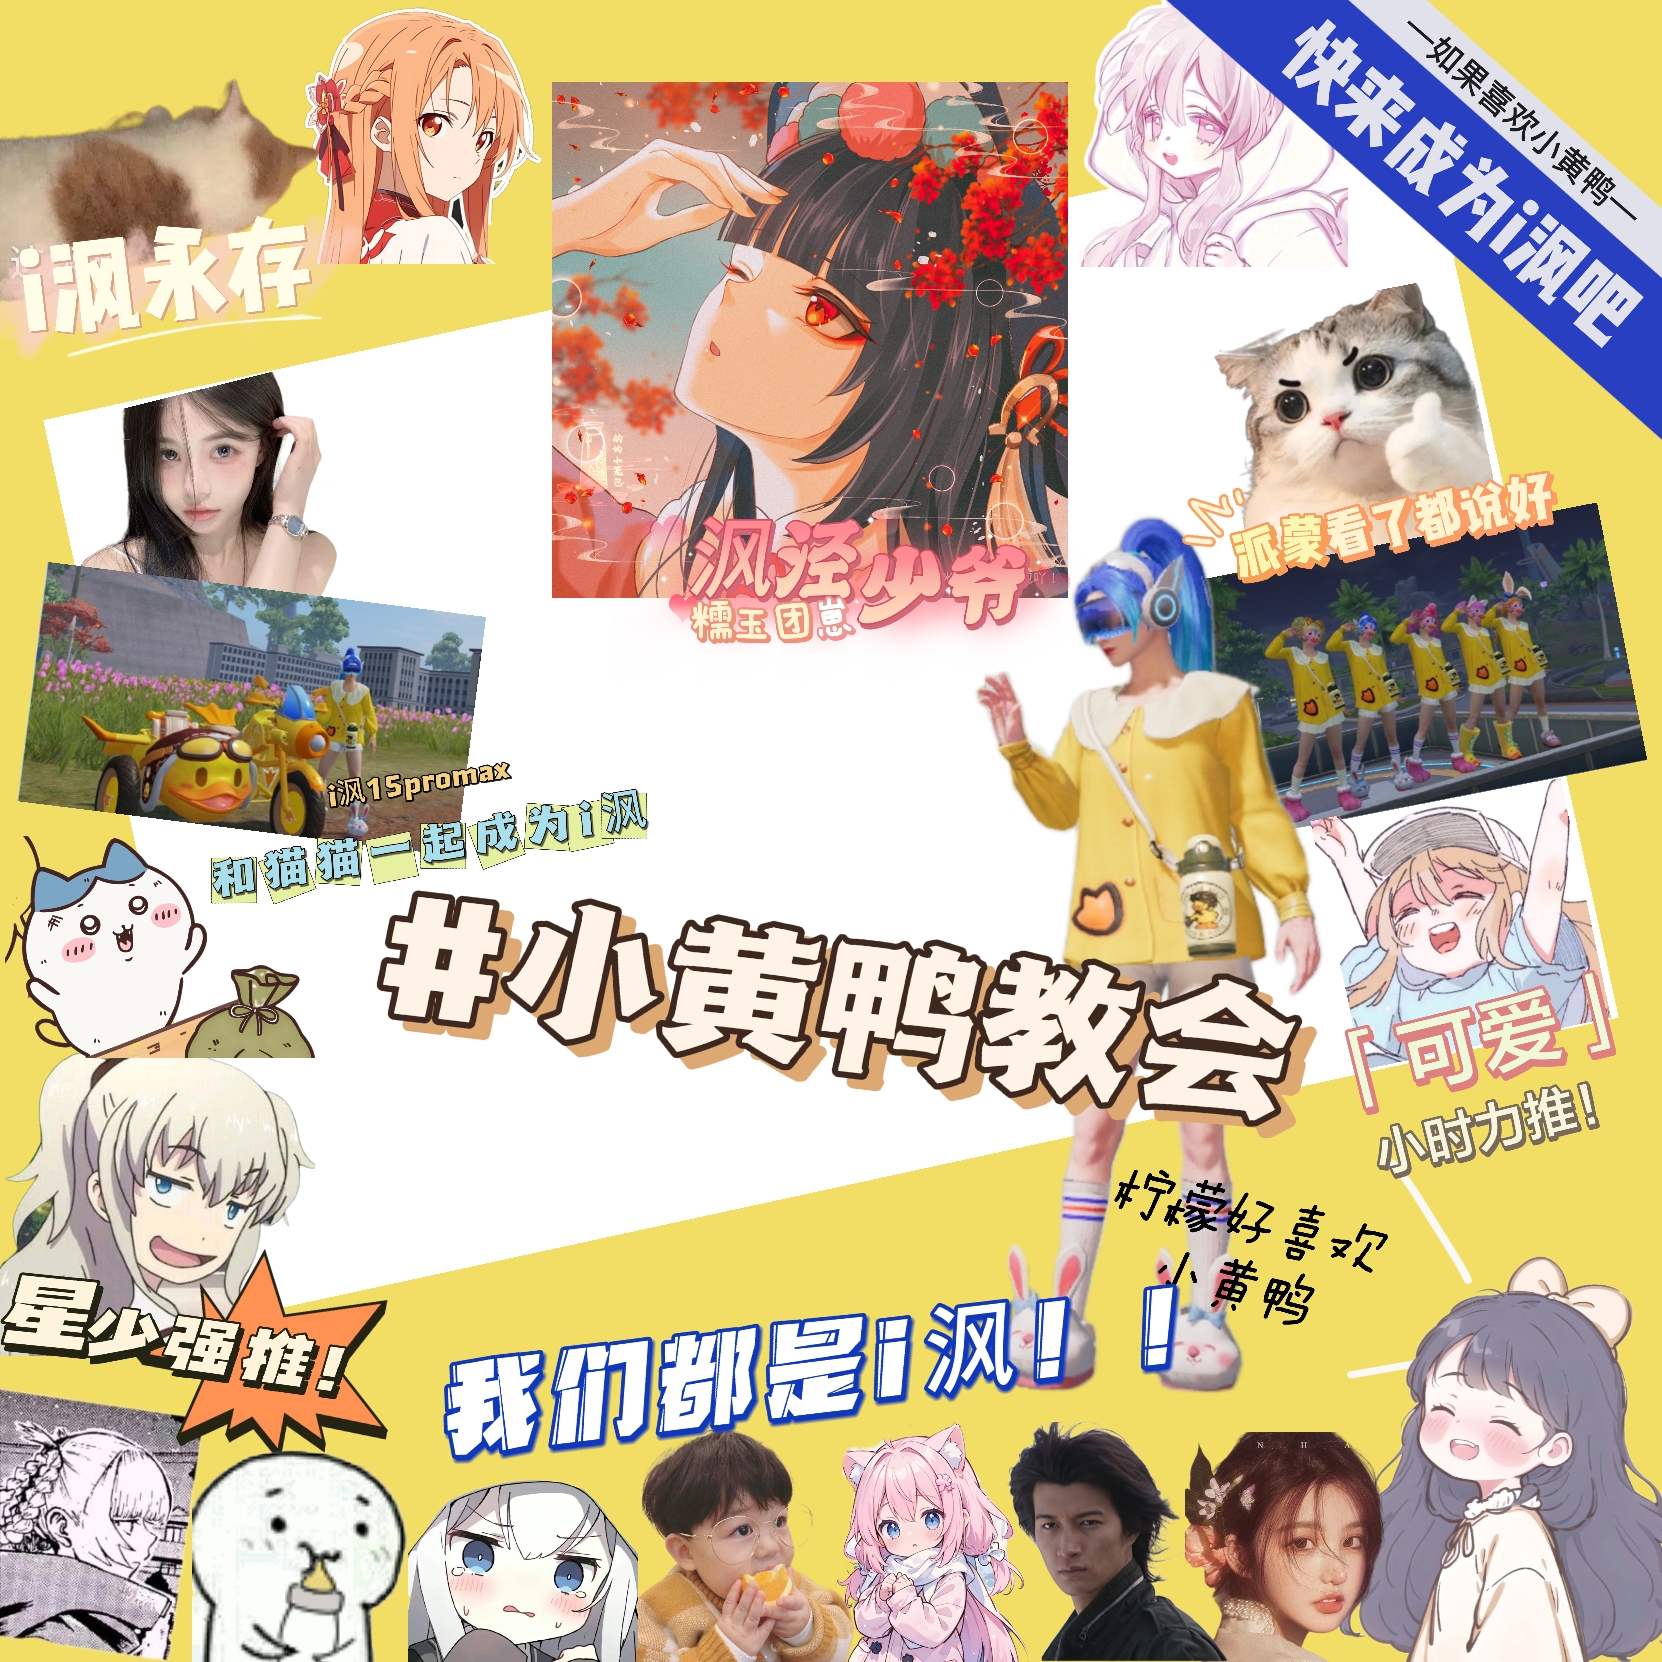 —如果喜欢小黄鸭—
快来成为i沨吧
i沨永存
派蒙看了都说好
沨泾少爷
糯玉团崽
i沨15promax
和猫猫一起成为i沨
#小黄鸭教会
「可爱」
小时力推!
柠檬好喜欢
小黄鸭
星少强推!
我们都是i沨!!